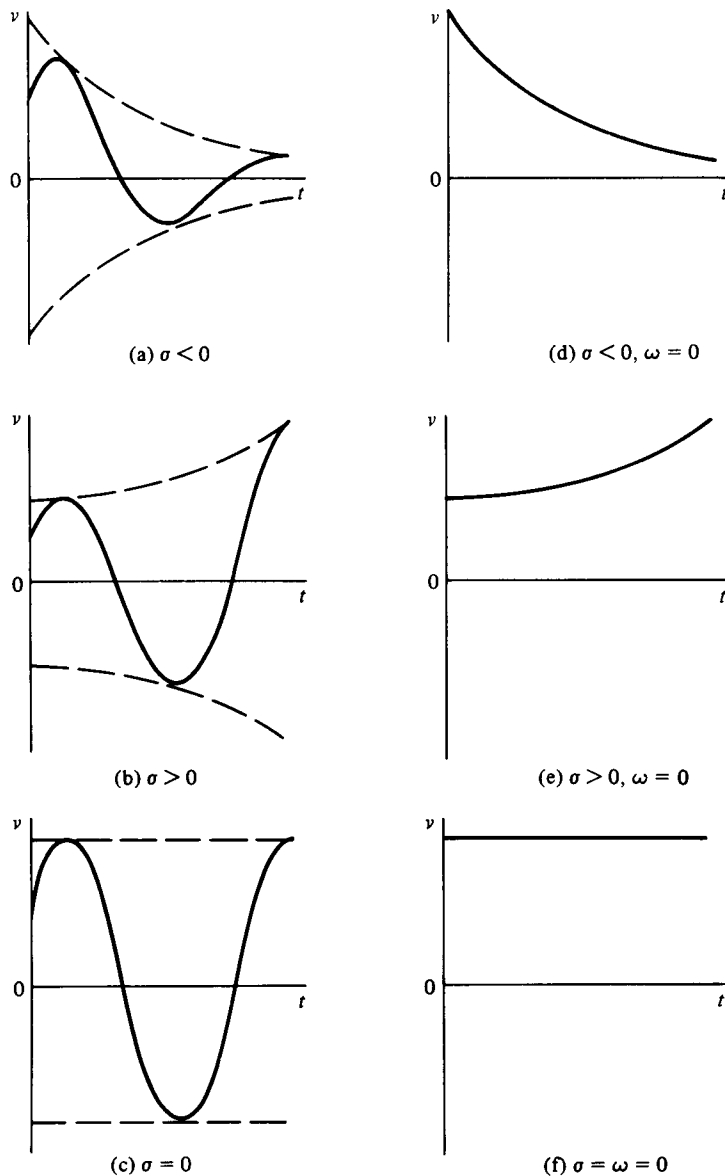 ν
0
t
(a) σ < 0
ν
0
t
(d) σ < 0, ω = 0
ν
0
t
(b) σ > 0
ν
0
t
(e) σ > 0, ω = 0
ν
0
t
(c) σ = 0
ν
0
t
(f) σ = ω = 0